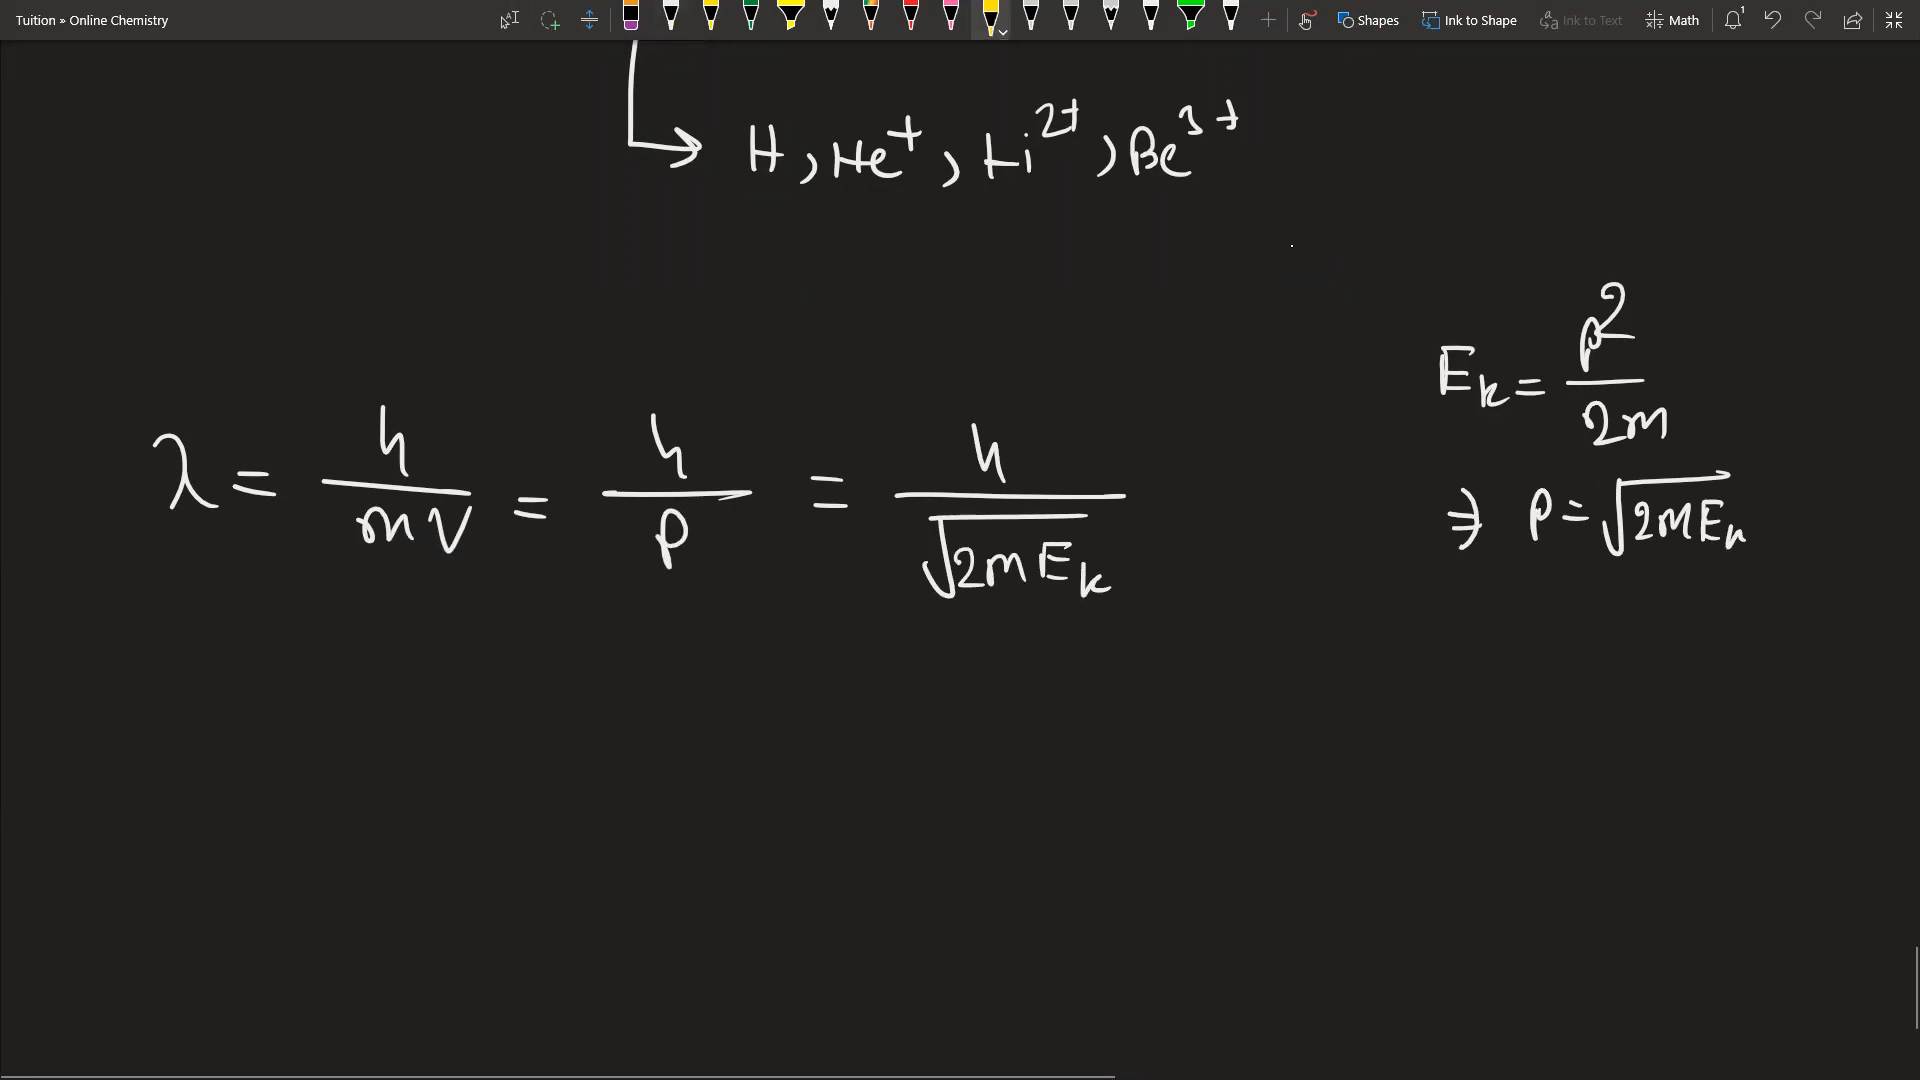 Tuition » Online Chemistry
Shapes Ink to Shape Ink to Text Math
H, He⁺, Li²⁺, Be³⁺
Eₖ = p²/2m
λ = h/mv = h/p = h/√2mEₖ
⇒ p = √2mEₖ